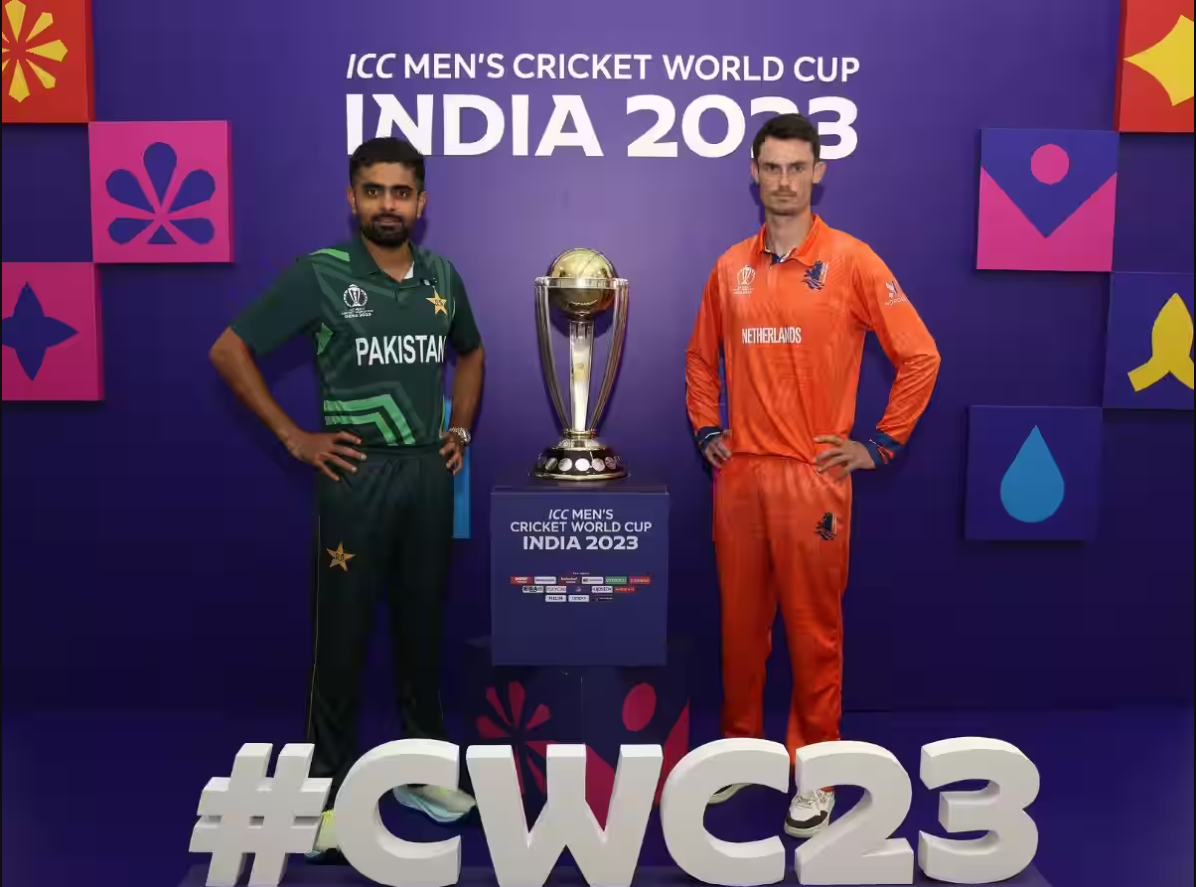 ICC MEN'S CRICKET WORLD CUP
INDIA 2023
PAKISTAN
NETHERLANDS
ICC MEN'S
CRICKET WORLD CUP
INDIA 2023
#CWC23